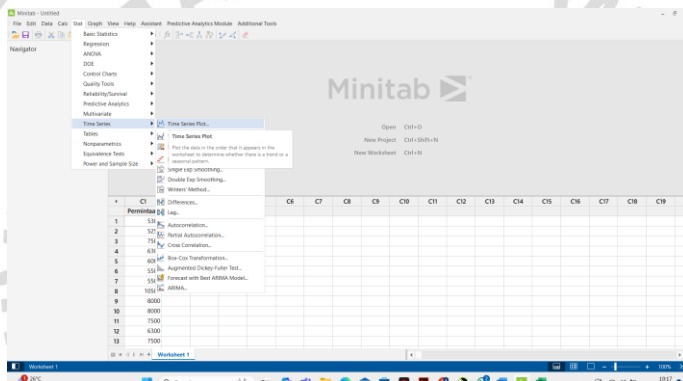 Minitab - Untitled
File Edit Data Calc Stat Graph View Help Assistant Predictive Analytics Module Additional Tools
Navigator
Basic Statistics
Regression
ANOVA
DOE
Control Charts
Quality Tools
Reliability/Survival
Predictive Analytics
Multivariate
Time Series
Tables
Nonparametrics
Equivalence Tests
Power and Sample Size
Time Series Plot...
Time Series Plot
Plot the data in the order that it appears in the
worksheet to determine whether there is a trend or a
seasonal pattern.
Single Exp Smoothing...
Double Exp Smoothing...
Winters' Method...
Differences...
Lag...
Autocorrelation...
Partial Autocorrelation...
Cross Correlation...
Box-Cox Transformation...
Augmented Dickey-Fuller Test...
Forecast with Best ARIMA Model...
ARIMA...
Minitab
Open Ctrl+O
New Project Ctrl+Shift+N
New Worksheet Ctrl+N
C1 C6 C7 C8 C9 C10 C11 C12 C13 C14 C15 C16 C17 C18 C19
1
2
3
4
5
6
7
8
9 8000
10 8000
11 7500
12 6300
13 7500
Worksheet 1
Worksheet 1
100%
26°C
19.17